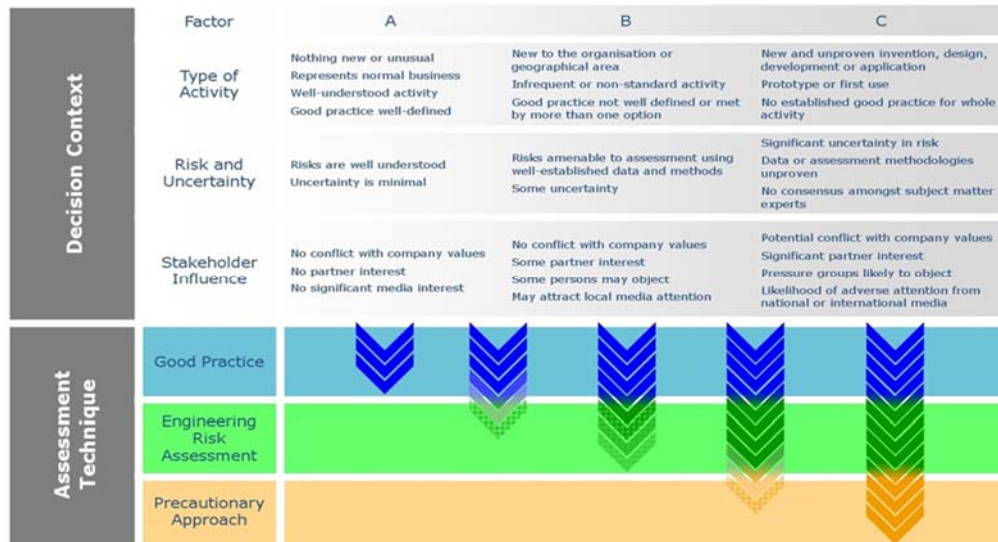 Decision Context
Factor
A
B
C
Type of
Activity
Nothing new or unusual
Represents normal business
Well-understood activity
Good practice well-defined
New to the organisation or
geographical area
Infrequent or non-standard activity
Good practice not well defined or met
by more than one option
New and unproven invention, design,
development or application
Prototype or first use
No established good practice for whole
activity
Risk and
Uncertainty
Risks are well understood
Uncertainty is minimal
Risks amenable to assessment using
well-established data and methods
Some uncertainty
Significant uncertainty in risk
Data or assessment methodologies
unproven
No consensus amongst subject matter
experts
Stakeholder
Influence
No conflict with company values
No partner interest
No significant media interest
No conflict with company values
Some partner interest
Some persons may object
May attract local media attention
Potential conflict with company values
Significant partner interest
Pressure groups likely to object
Likelihood of adverse attention from
national or international media
Assessment
Technique
Good Practice
Engineering
Risk
Assessment
Precautionary
Approach